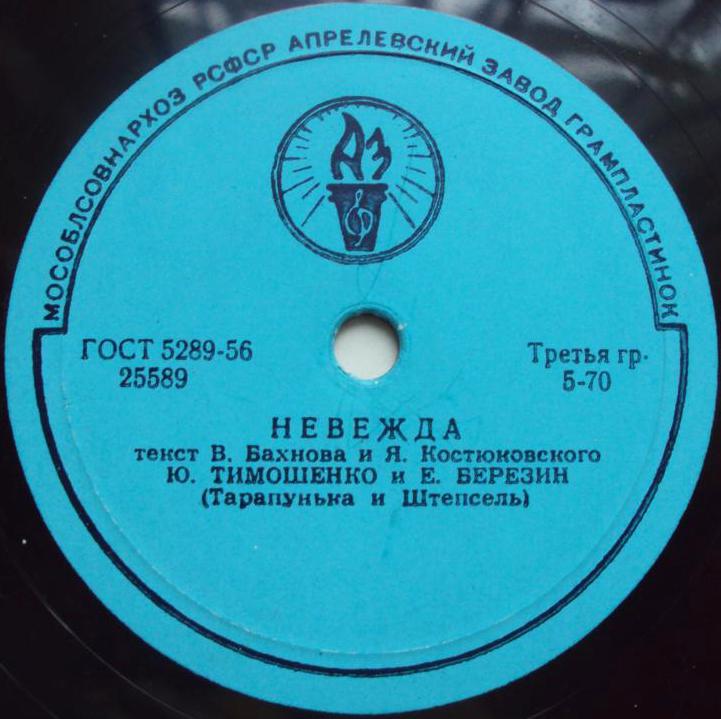 МОСОБЛСОВНАРХОЗ РСФСР АПРЕЛЕВСКИЙ ЗАВОД ГРАМПЛАСТИНОК
АЗ
ГОСТ 5289-56
25589
Третья гр.
5-70
НЕВЕЖДА
текст В. Бахнова и Я. Костюковского
Ю. ТИМОШЕНКО и Е. БЕРЕЗИН
(Тарапунька и Штепсель)